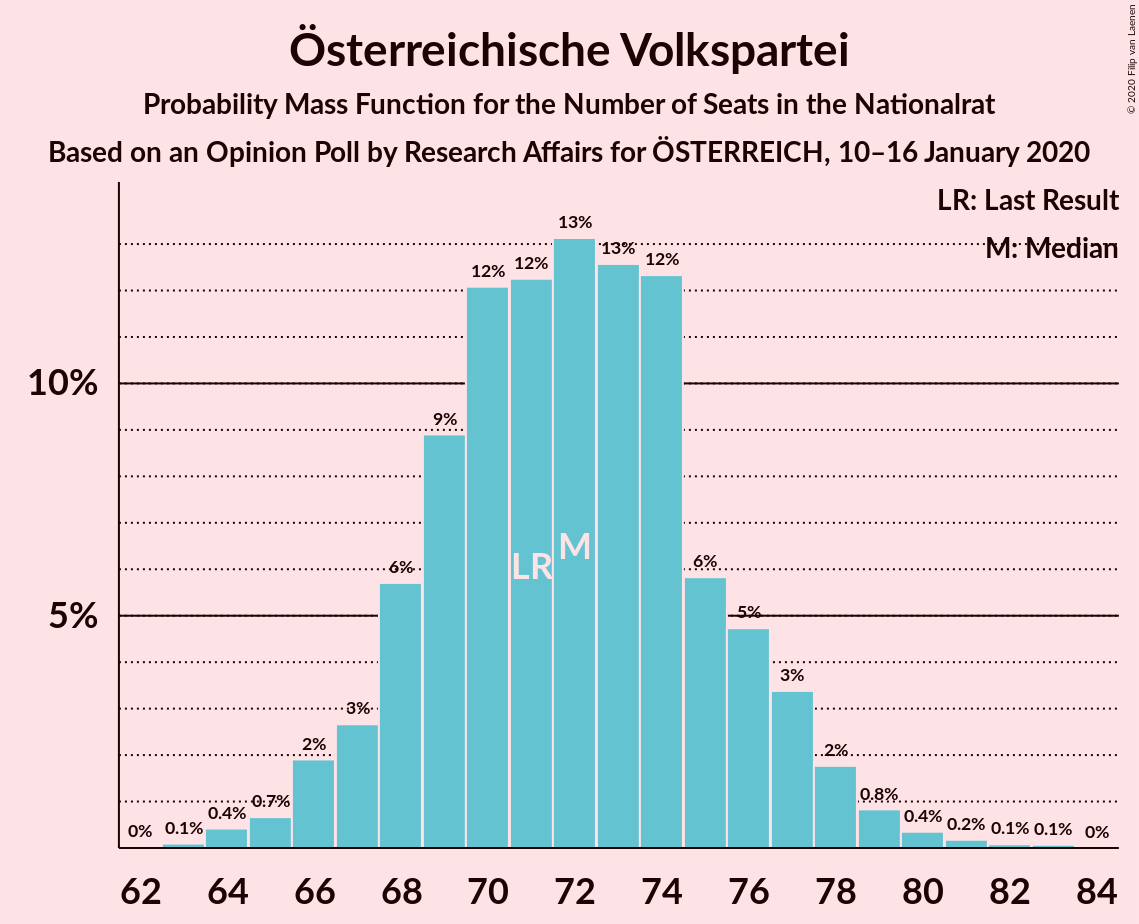 Österreichische Volkspartei
Probability Mass Function for the Number of Seats in the Nationalrat
Based on an Opinion Poll by Research Affairs for ÖSTERREICH, 10–16 January 2020
© 2020 Filip van Laenen
LR: Last Result
M: Median
10%
5%
0%
0.1%
0.4%
0.7%
2%
3%
6%
9%
12%
12%
13%
13%
12%
6%
5%
3%
2%
0.8%
0.4%
0.2%
0.1%
0.1%
0%
LR
M
62 64 66 68 70 72 74 76 78 80 82 84